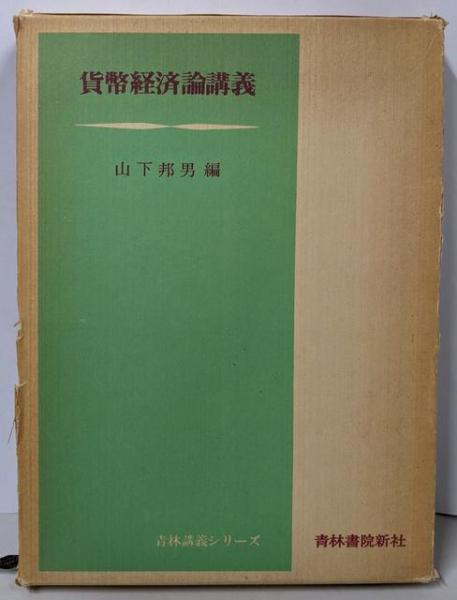 貨幣経済論講義
山下邦男編
青林講義シリーズ
青林書院新社